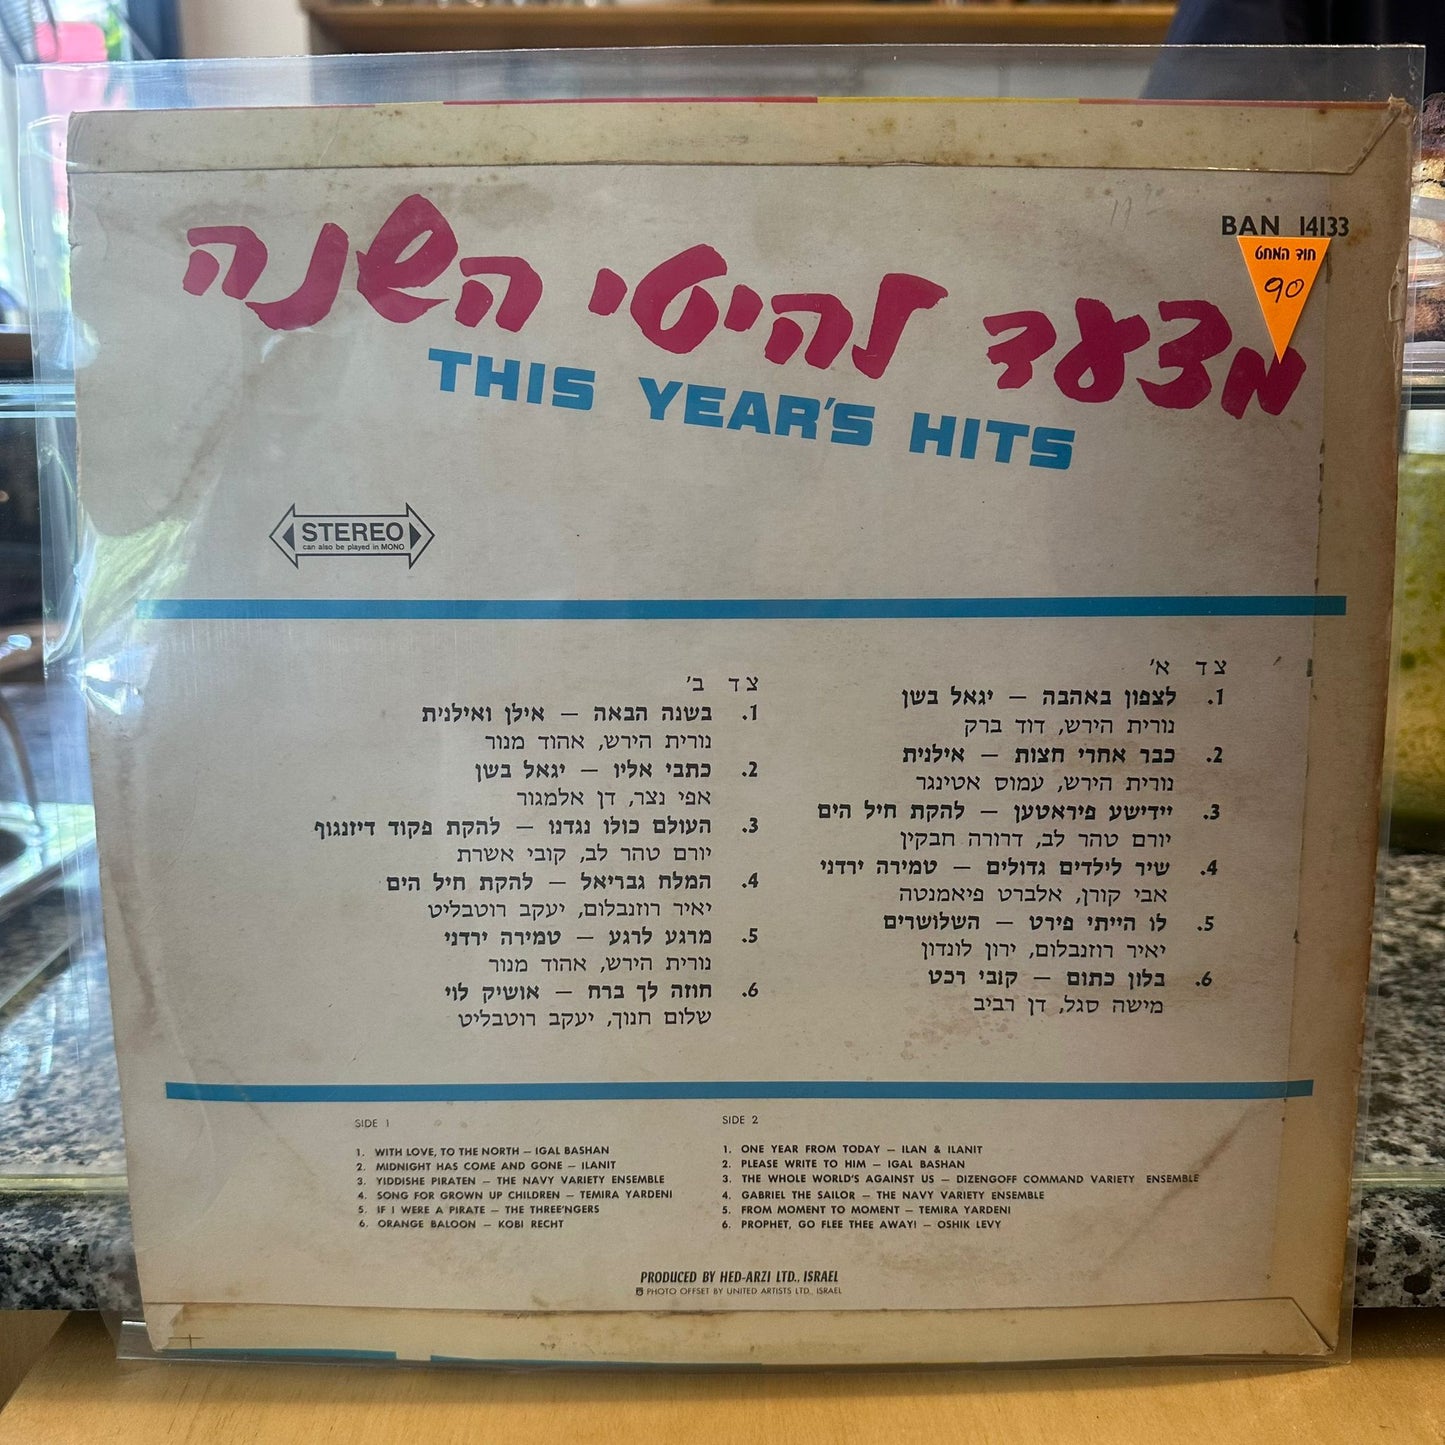 BAN 14133
חוד המחט
90
מצעד להיטי השנה
THIS YEAR'S HITS
STEREO
can also be played in MONO
צד א'
1. לצפון באהבה — יגאל בשן
נורית הירש, דוד ברק
2. כבר אחרי חצות — אילנית
נורית הירש, עמוס אטינגר
3. יידישע פיראטען — להקת חיל הים
יורם טהר לב, דרורה חבקין
4. שיר לילדים גדולים — טמירה ירדני
אבי קורן, אלברט פיאמנטה
5. לו הייתי פירט — השלושרים
יאיר רוזנבלום, ירון לונדון
6. בלון כתום — קובי רכט
מישה סגל, דן רביב
צד ב'
1. בשנה הבאה — אילן ואילנית
נורית הירש, אהוד מנור
2. כתבי אליו — יגאל בשן
אפי נצר, דן אלמגור
3. העולם כולו נגדנו — להקת פקוד דיזנגוף
יורם טהר לב, קובי אשרת
4. המלח גבריאל — להקת חיל הים
יאיר רוזנבלום, יעקב רוטבליט
5. מרגע לרגע — טמירה ירדני
נורית הירש, אהוד מנור
6. חוזה לך ברח — אושיק לוי
שלום חנוך, יעקב רוטבליט
SIDE 1
1. WITH LOVE, TO THE NORTH — IGAL BASHAN
2. MIDNIGHT HAS COME AND GONE — ILANIT
3. YIDDISHE PIRATEN — THE NAVY VARIETY ENSEMBLE
4. SONG FOR GROWN UP CHILDREN — TEMIRA YARDENI
5. IF I WERE A PIRATE — THE THREE'NGERS
6. ORANGE BALOON — KOBI RECHT
SIDE 2
1. ONE YEAR FROM TODAY — ILAN & ILANIT
2. PLEASE WRITE TO HIM — IGAL BASHAN
3. THE WHOLE WORLD'S AGAINST US — DIZENGOFF COMMAND VARIETY ENSEMBLE
4. GABRIEL THE SAILOR — THE NAVY VARIETY ENSEMBLE
5. FROM MOMENT TO MOMENT — TEMIRA YARDENI
6. PROPHET, GO FLEE THEE AWAY! — OSHIK LEVY
PRODUCED BY HED-ARZI LTD., ISRAEL
PHOTO OFFSET BY UNITED ARTISTS LTD. ISRAEL